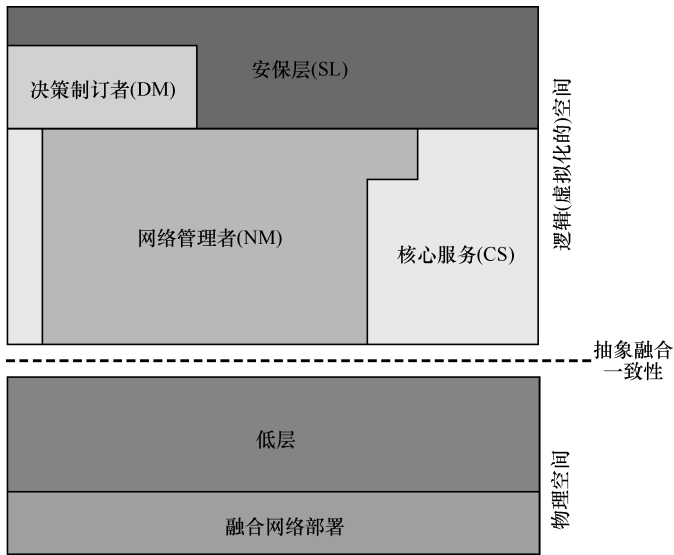 安保层(SL)
决策制订者(DM)
网络管理者(NM)
核心服务(CS)
逻辑(虚拟化的)空间
抽象融合
一致性
低层
融合网络部署
物理空间